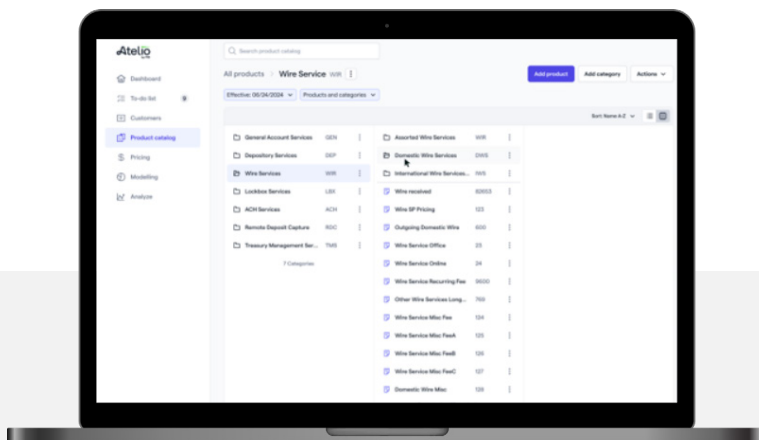 Atelio
Search product catalog
All products > Wire Service WIR
Add product
Add category
Actions
Effective: 06/24/2024
Products and categories
Sort: Name A-Z
Dashboard
To-do list
Customers
Product catalog
Pricing
Modelling
Analyze
General Account Services GEN
Depository Services DEP
Wire Services WIR
Lockbox Services LBX
ACH Services ACH
Remote Deposit Capture RDC
Treasury Management Ser... TMS
7 Categories
Assorted Wire Services WIR
Domestic Wire Services DWS
International Wire Services... IWS
Wire received
Wire SP Pricing 123
Outgoing Domestic Wire 600
Wire Service Office 23
Wire Service Online 24
Wire Service Recurring Fee 9600
Other Wire Services Long... 769
Wire Service Misc Fee 124
Wire Service Misc FeeA 125
Wire Service Misc FeeB 126
Wire Service Misc FeeC 127
Domestic Wire Misc 128